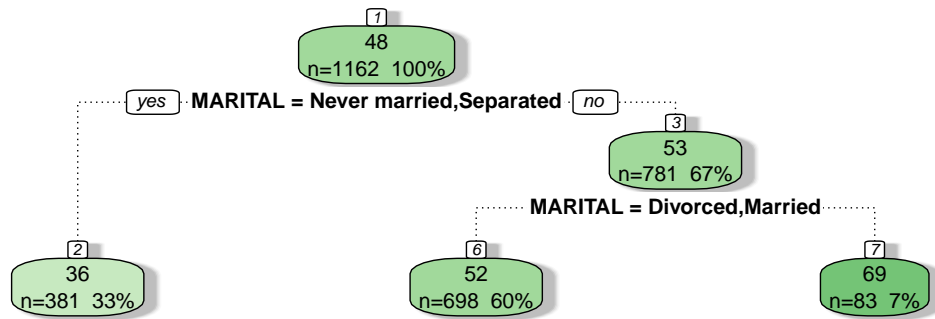 1
48
n=1162 100%
yes MARITAL = Never married,Separated no
3
53
n=781 67%
MARITAL = Divorced,Married
2
36
n=381 33%
6
52
n=698 60%
7
69
n=83 7%